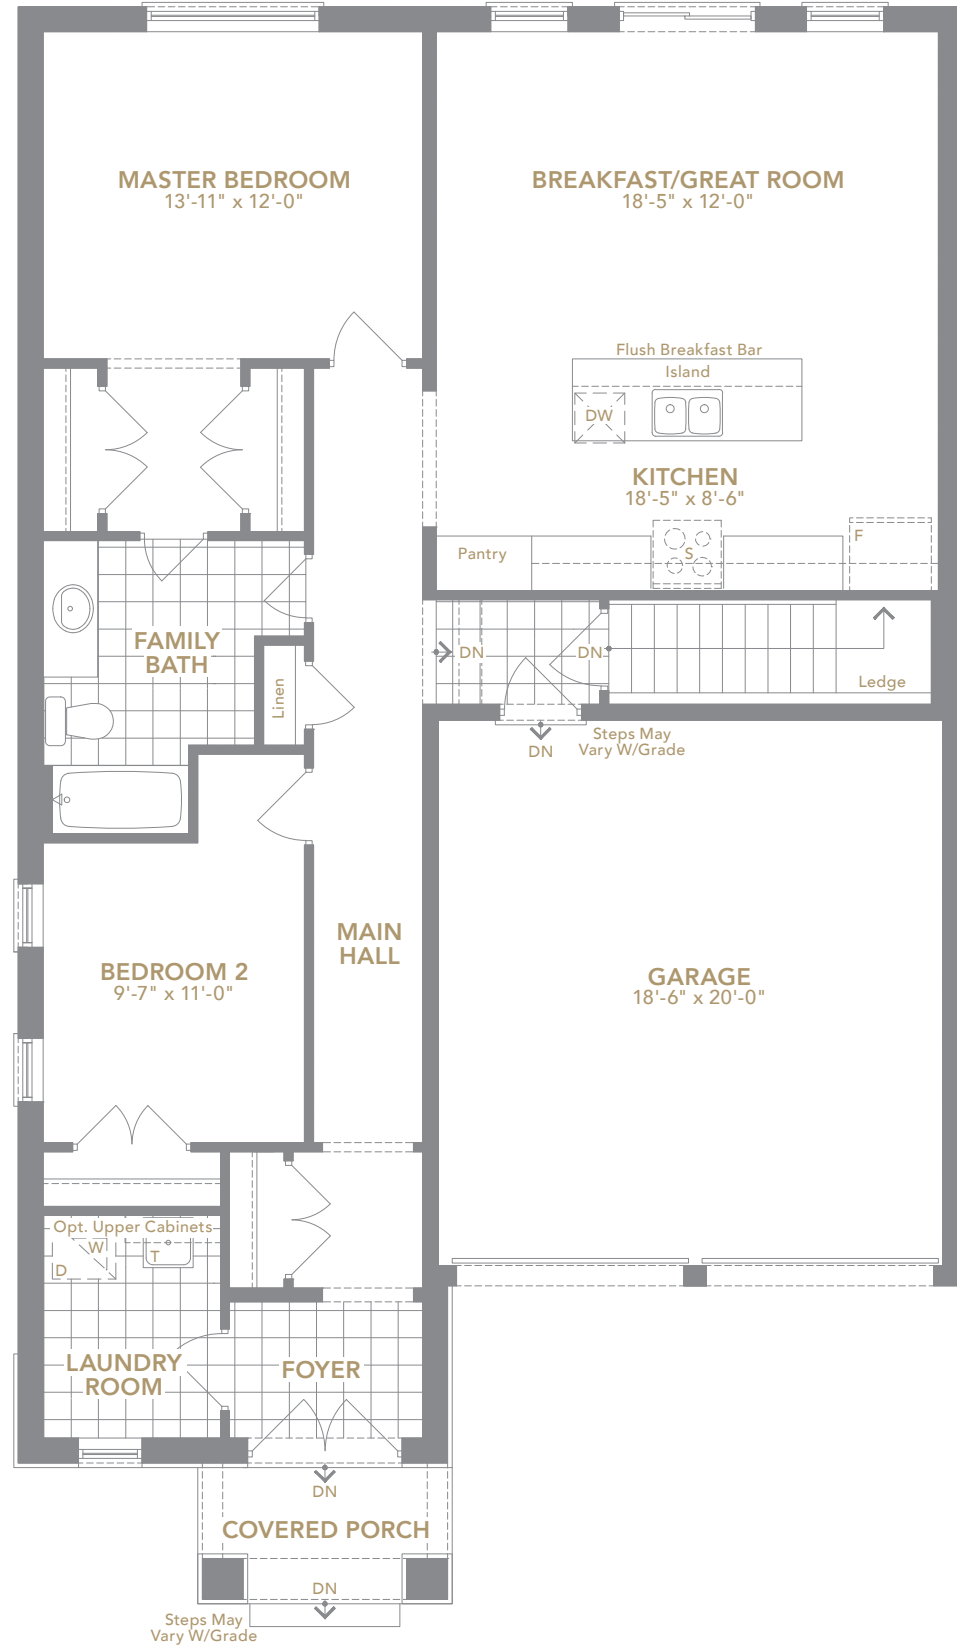 MASTER BEDROOM
13'-11" x 12'-0"
BREAKFAST/GREAT ROOM
18'-5" x 12'-0"
Flush Breakfast Bar
Island
DW
KITCHEN
18'-5" x 8'-6"
Pantry
S
F
FAMILY
BATH
Linen
DN
DN
Ledge
DN
Steps May
Vary W/Grade
MAIN
HALL
BEDROOM 2
9'-7" x 11'-0"
GARAGE
18'-6" x 20'-0"
Opt. Upper Cabinets
W
T
D
LAUNDRY
ROOM
FOYER
DN
COVERED PORCH
DN
Steps May
Vary W/Grade